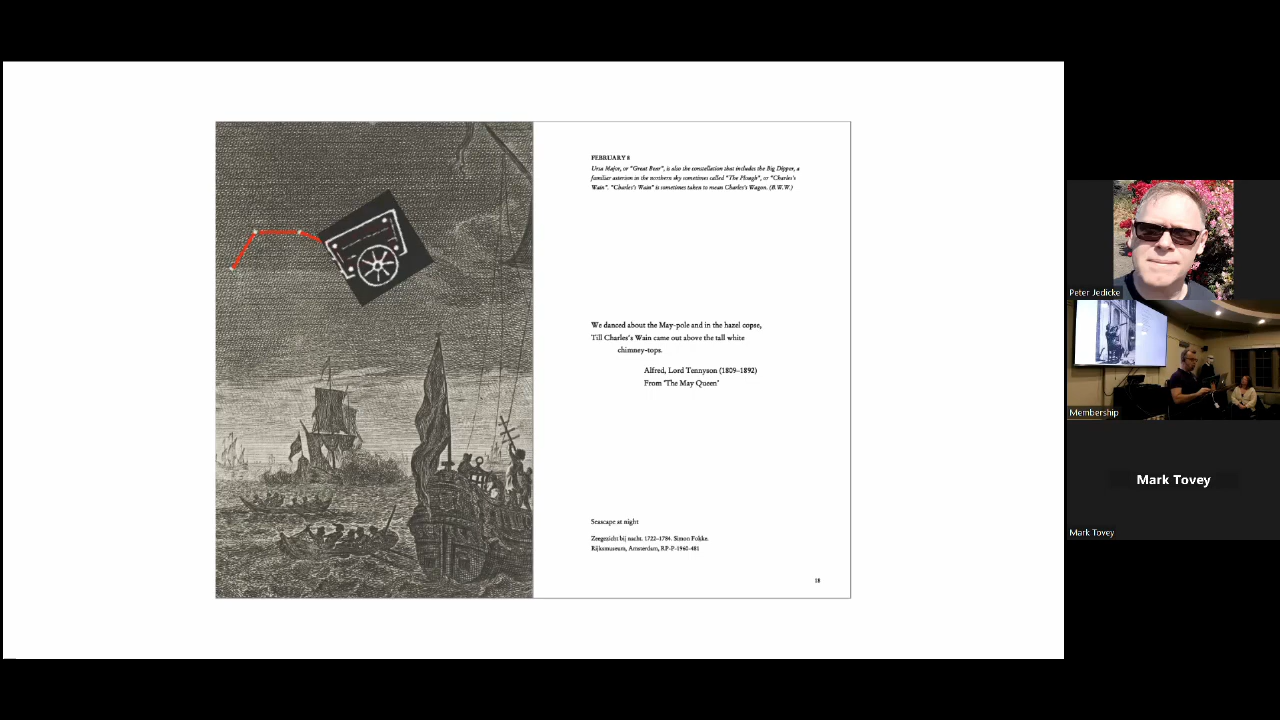 FEBRUARY 8
Ursa Major, or "Great Bear", is also the constellation that includes the Big Dipper, a
familiar asterism in the northern sky sometimes called "The Plough", or "Charles's
Wain". "Charles's Wain" is sometimes taken to mean Charles's Wagon. (B.W.W.)
We danced about the May-pole and in the hazel copse,
Till Charles's Wain came out above the tall white
chimney-tops.
Alfred, Lord Tennyson (1809–1892)
From 'The May Queen'
Seascape at night
Zeegezicht bij nacht. 1722–1784. Simon Fokke.
Rijksmuseum, Amsterdam, RP-P-1960-481
18
Peter Jedicke
Membership
Mark Tovey
Mark Tovey